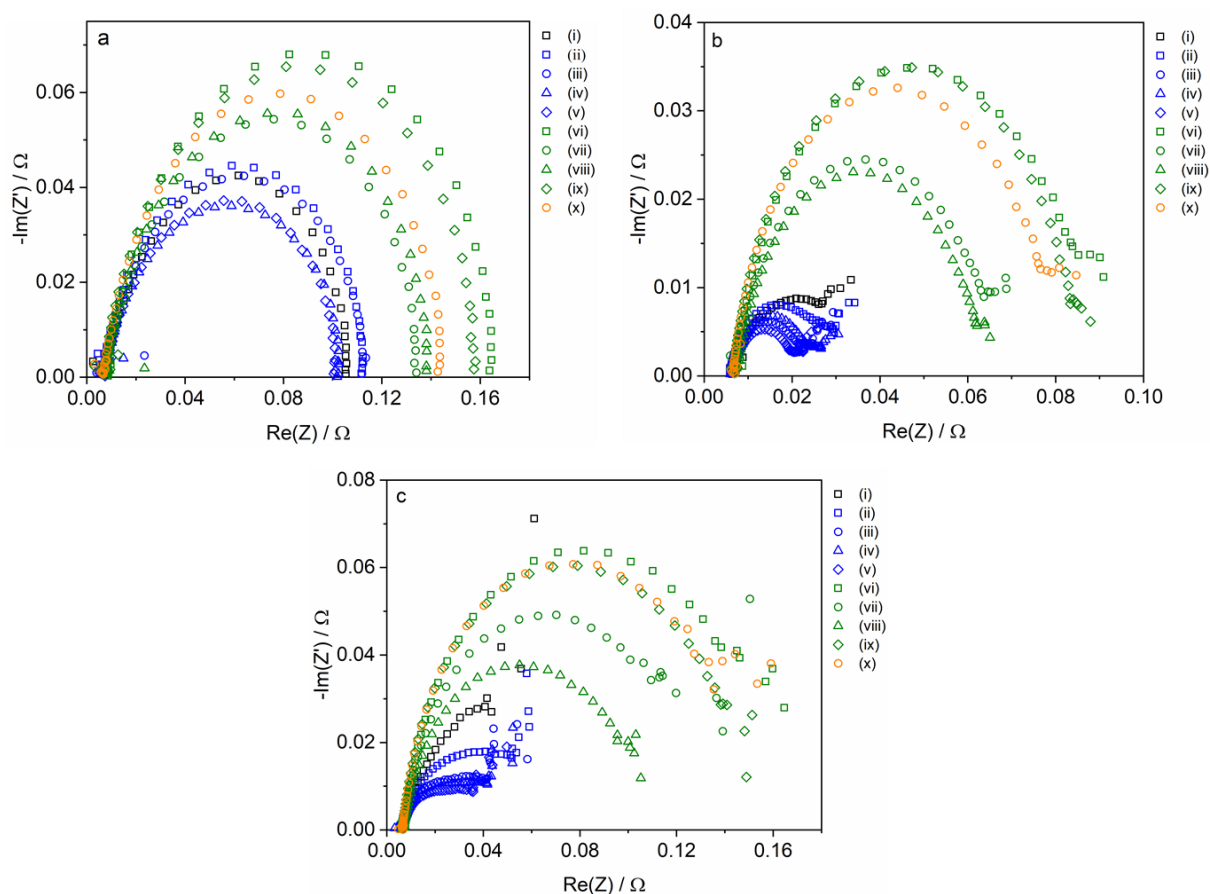 a
-Im(Z') / Ω
0.06
0.04
0.02
0.00
0.00 0.04 0.08 0.12 0.16
Re(Z) / Ω
(i)
(ii)
(iii)
(iv)
(v)
(vi)
(vii)
(viii)
(ix)
(x)
b
-Im(Z') / Ω
-0.04
0.03
0.02
0.01
0.00
0.00 0.02 0.04 0.06 0.08 0.10
Re(Z) / Ω
(i)
(ii)
(iii)
(iv)
(v)
(vi)
(vii)
(viii)
(ix)
(x)
c
-Im(Z') / Ω
0.08
0.06
0.04
0.02
0.00
0.00 0.04 0.08 0.12 0.16
Re(Z) / Ω
(i)
(ii)
(iii)
(iv)
(v)
(vi)
(vii)
(viii)
(ix)
(x)